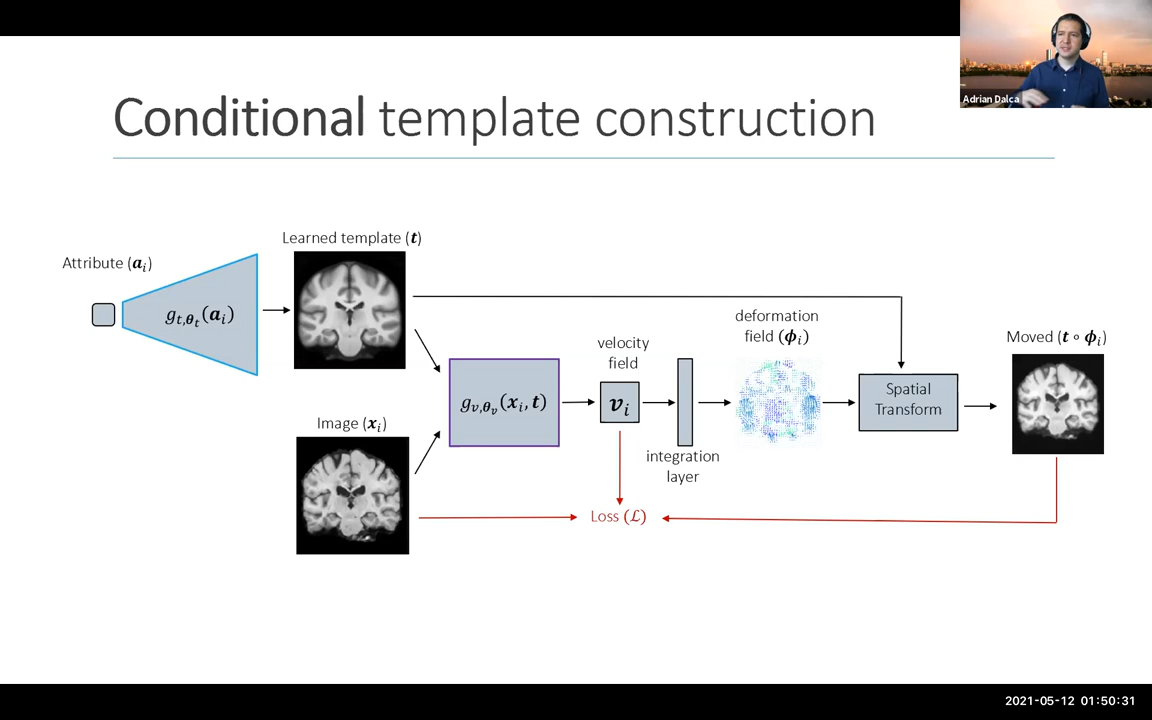 Adrian Dalca
Conditional template construction
Learned template (t)
Attribute (aᵢ)
g_{t,θ_t}(aᵢ)
deformation
field (ϕᵢ)
Moved (t ∘ ϕᵢ)
velocity
field
Spatial
Transform
g_{v,θ_v}(xᵢ, t)
vᵢ
Image (xᵢ)
integration
layer
Loss (ℒ)
2021-05-12 01:50:31